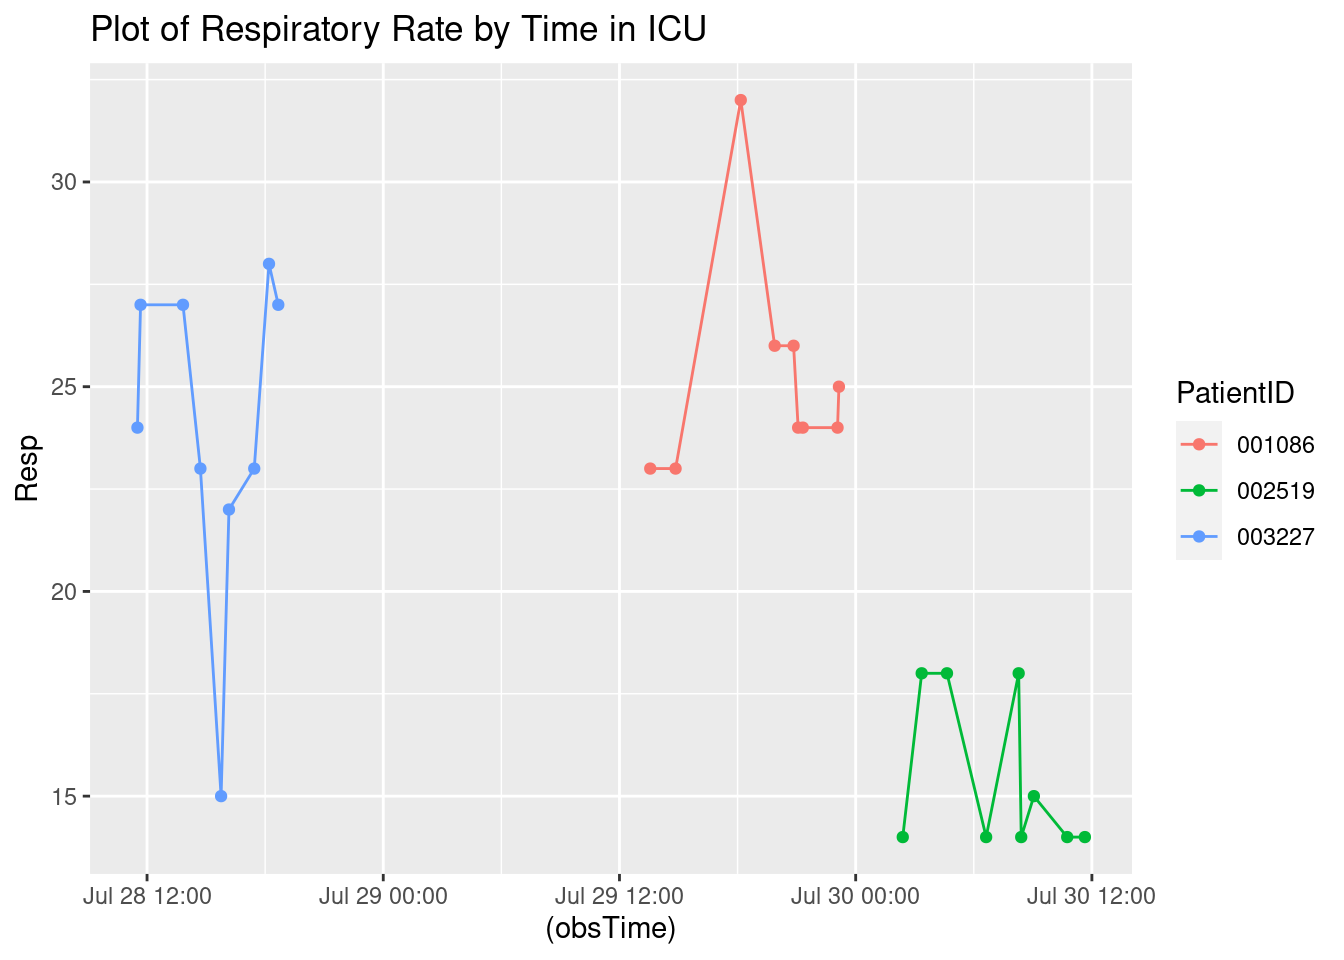 Plot of Respiratory Rate by Time in ICU
30
25
20
15
Resp
Jul 28 12:00
Jul 29 00:00
Jul 29 12:00
Jul 30 00:00
Jul 30 12:00
(obsTime)
PatientID
001086
002519
003227